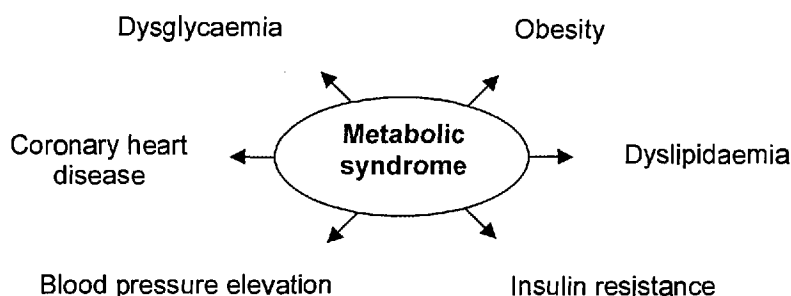 Dysglycaemia
Obesity
Coronary heart
disease
Metabolic
syndrome
Dyslipidaemia
Blood pressure elevation
Insulin resistance